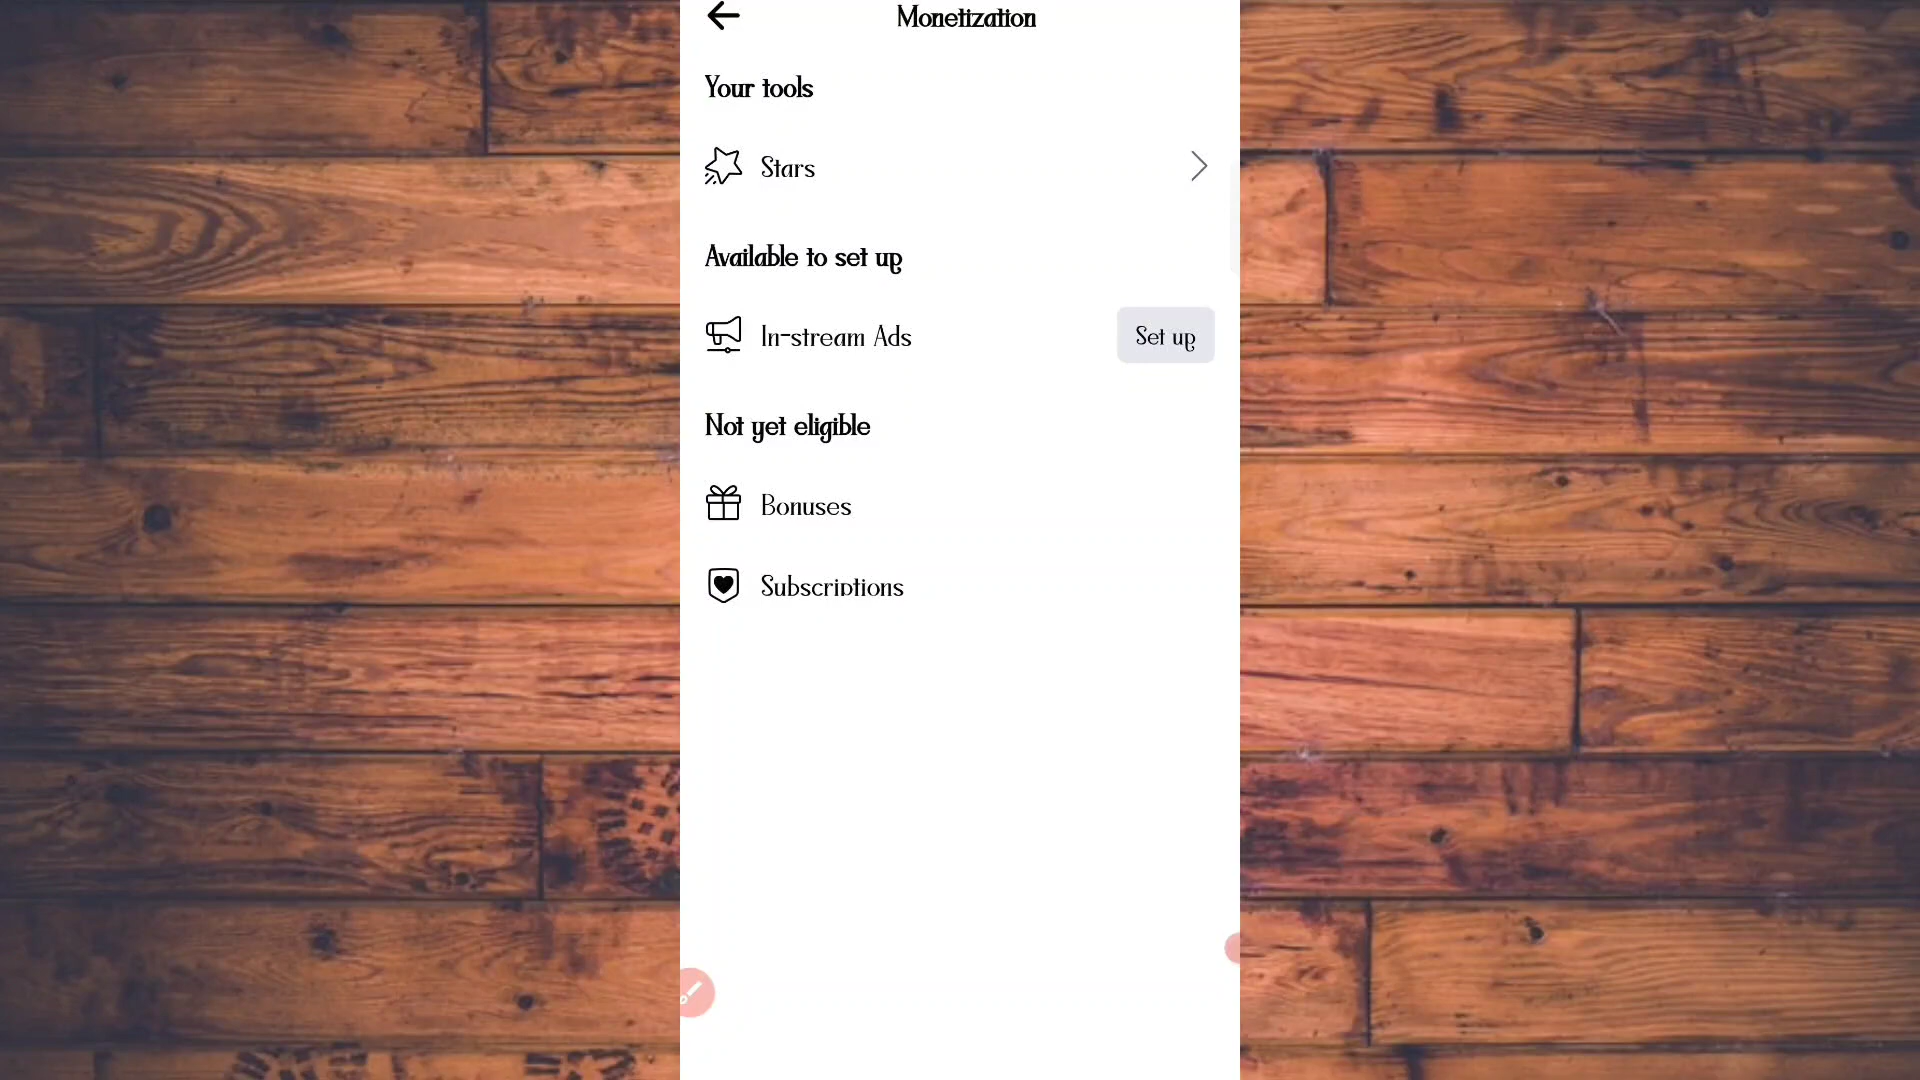 Monetization
Your tools
Stars
Available to set up
In-stream Ads
Set up
Not yet eligible
Bonuses
Subscriptions